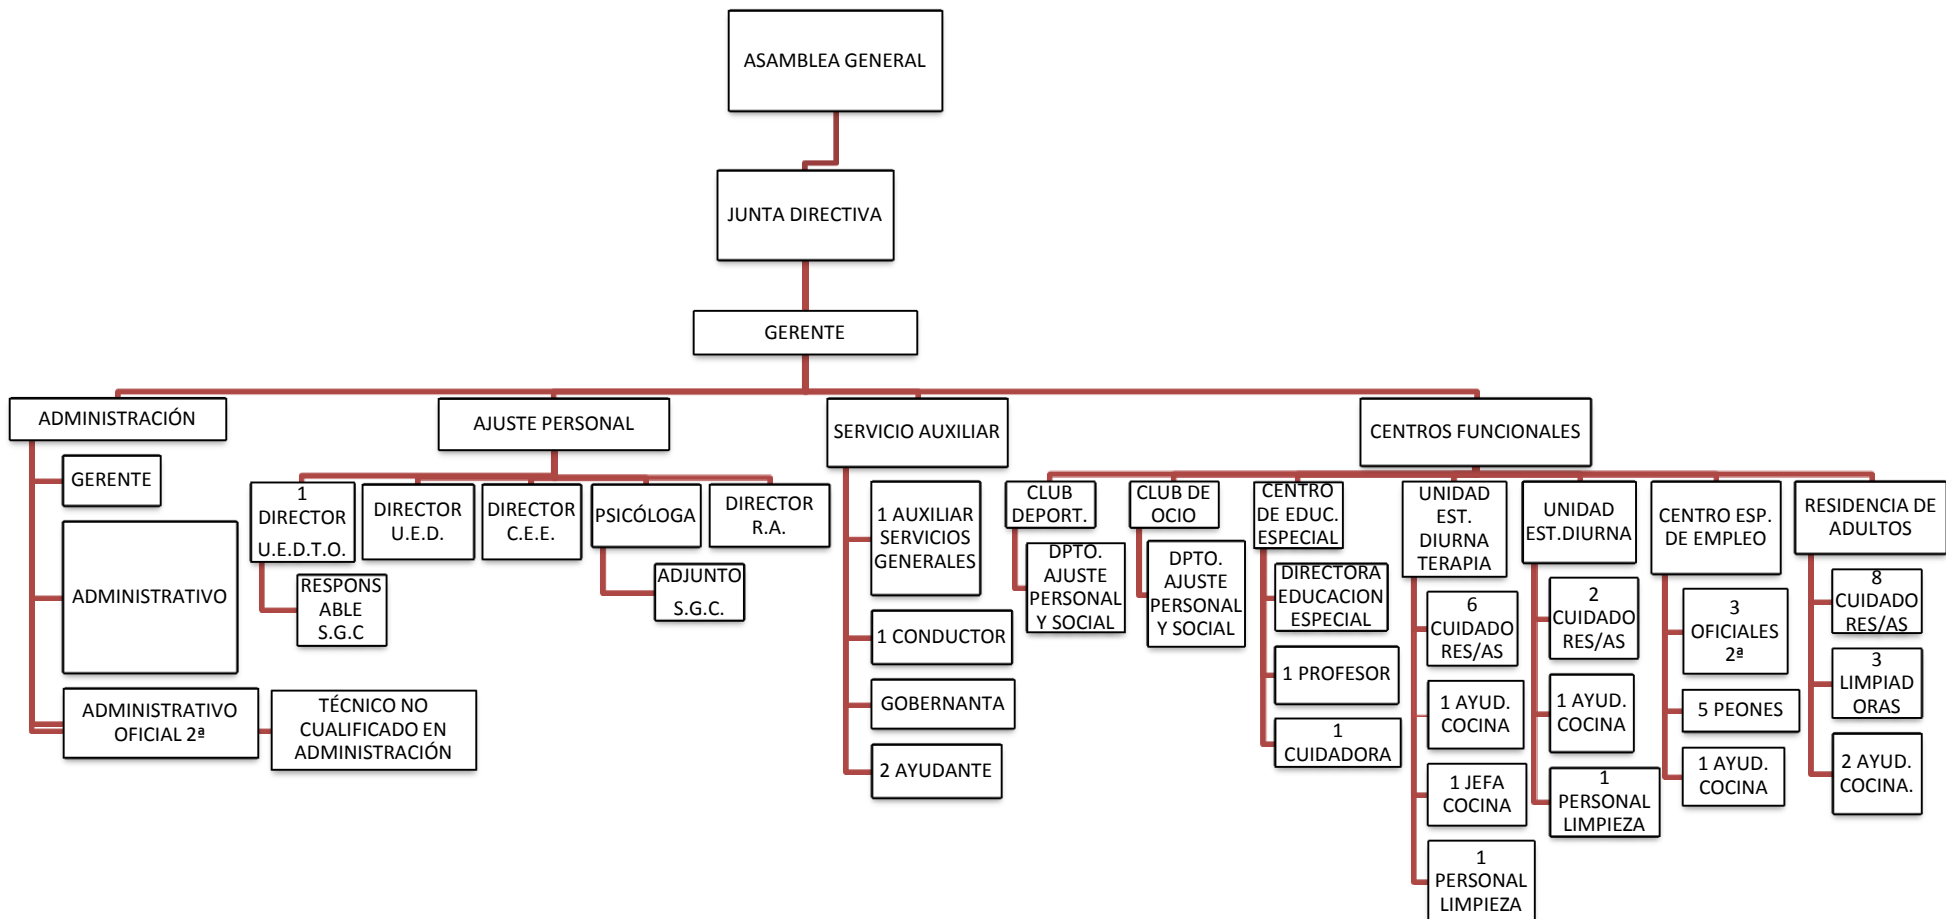 ASAMBLEA GENERAL
JUNTA DIRECTIVA
GERENTE
ADMINISTRACIÓN
GERENTE
ADMINISTRATIVO
ADMINISTRATIVO
OFICIAL 2ª
TÉCNICO NO
CUALIFICADO EN
ADMINISTRACIÓN
AJUSTE PERSONAL
1
DIRECTOR
U.E.D.T.O.
RESPONS
ABLE
S.G.C
DIRECTOR
U.E.D.
DIRECTOR
C.E.E.
PSICÓLOGA
ADJUNTO
S.G.C.
DIRECTOR
R.A.
SERVICIO AUXILIAR
1 AUXILIAR
SERVICIOS
GENERALES
1 CONDUCTOR
GOBERNANTA
2 AYUDANTE
CENTROS FUNCIONALES
CLUB
DEPORT.
DPTO.
AJUSTE
PERSONAL
Y SOCIAL
CLUB DE
OCIO
DPTO.
AJUSTE
PERSONAL
Y SOCIAL
CENTRO
DE EDUC.
ESPECIAL
DIRECTORA
EDUCACION
ESPECIAL
1 PROFESOR
1
CUIDADORA
UNIDAD
EST.
DIURNA
TERAPIA
6
CUIDADO
RES/AS
1 AYUD.
COCINA
1 JEFA
COCINA
1
PERSONAL
LIMPIEZA
UNIDAD
EST.DIURNA
2
CUIDADO
RES/AS
1 AYUD.
COCINA
1
PERSONAL
LIMPIEZA
CENTRO ESP.
DE EMPLEO
3
OFICIALES
2ª
5 PEONES
1 AYUD.
COCINA
RESIDENCIA DE
ADULTOS
8
CUIDADO
RES/AS
3
LIMPIAD
ORAS
2 AYUD.
COCINA.